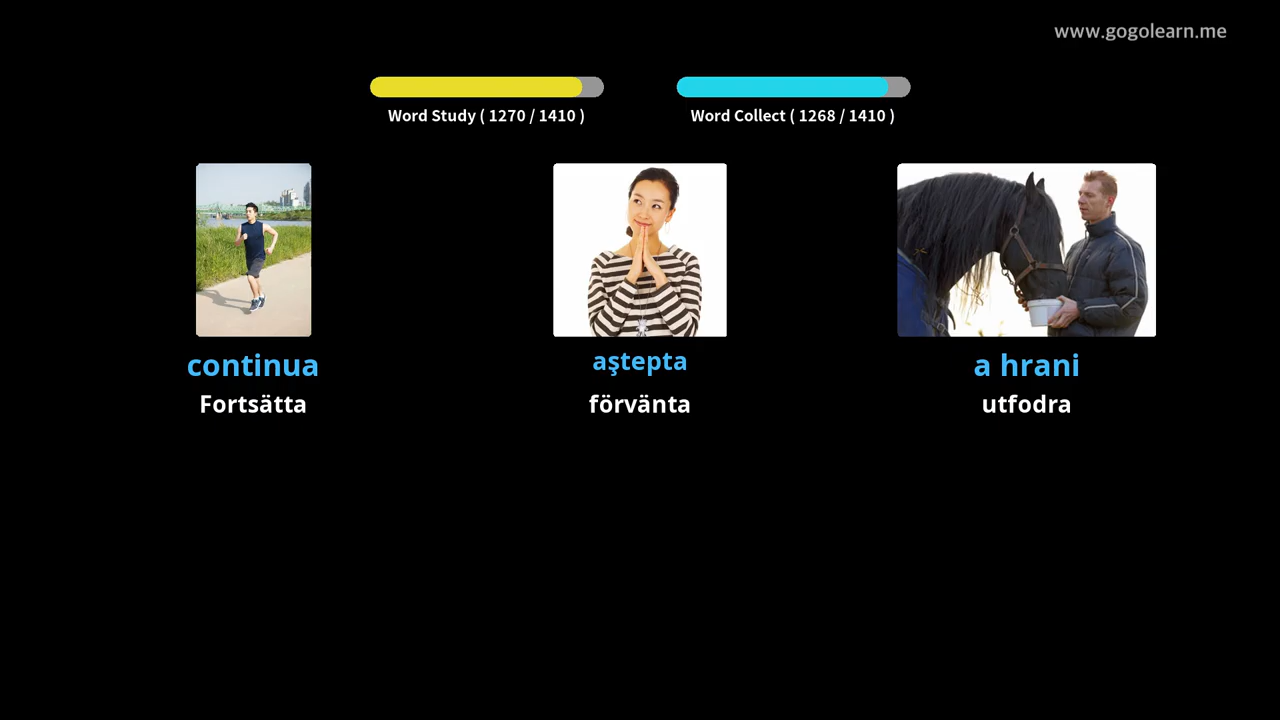 www.gogolearn.me
Word Study ( 1270 / 1410 )
Word Collect ( 1268 / 1410 )
continua
aştepta
a hrani
Fortsätta
förvänta
utfodra